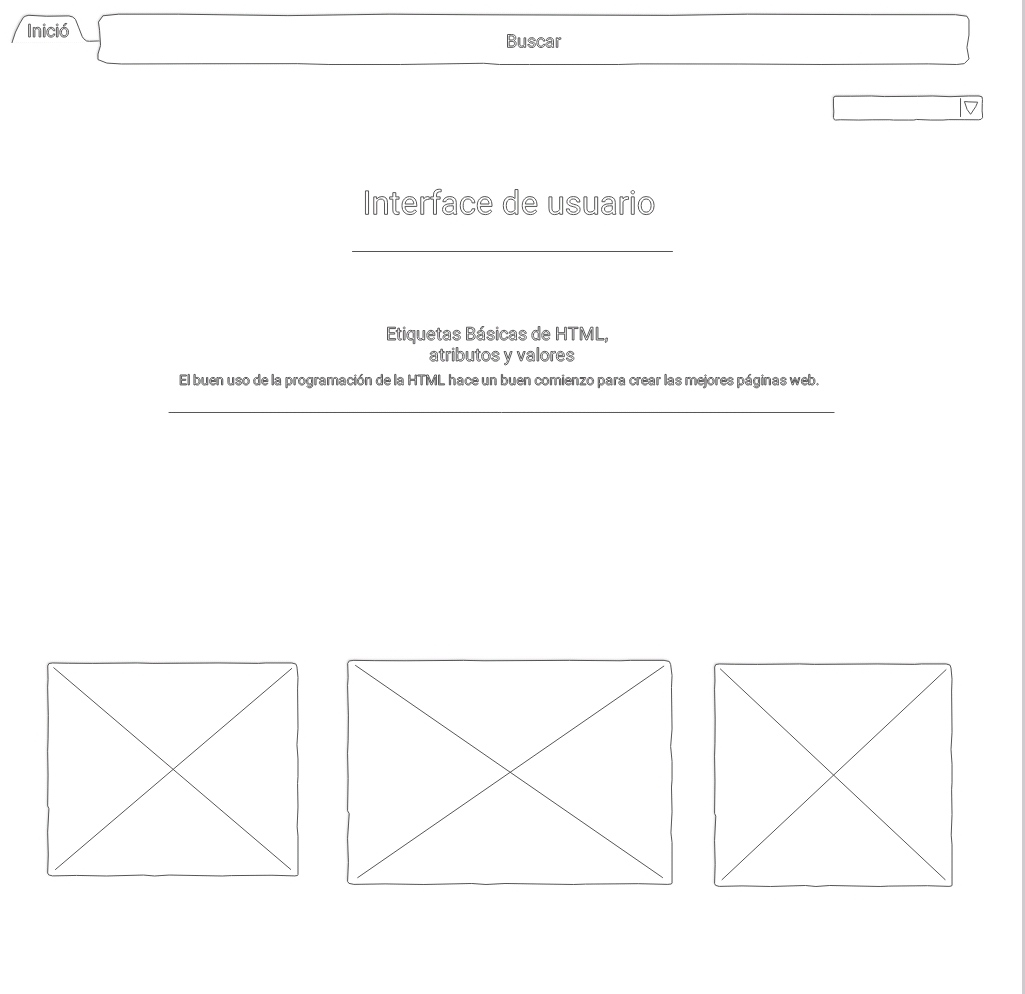 Inició
Buscar
Interface de usuario
Etiquetas Básicas de HTML,
atributos y valores
El buen uso de la programación de la HTML hace un buen comienzo para crear las mejores páginas web.